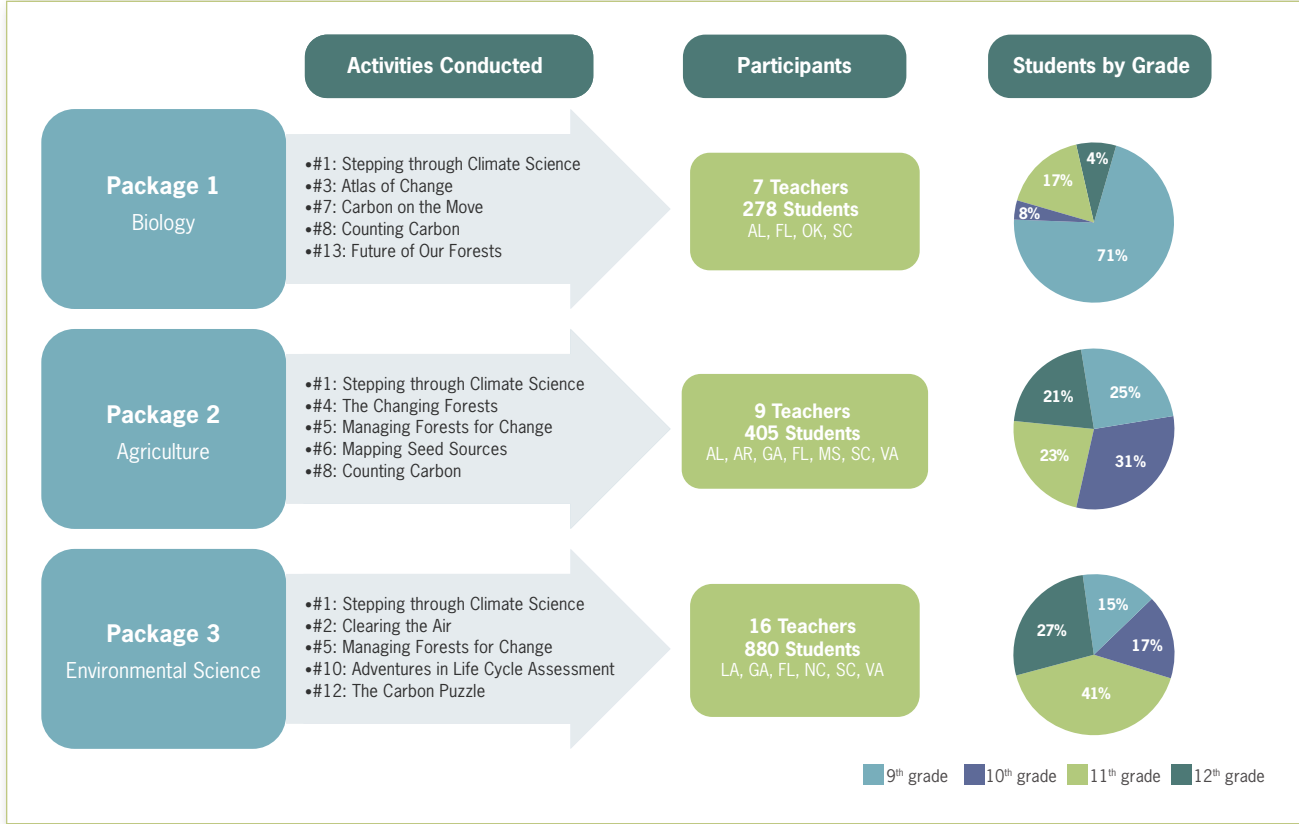 Activities Conducted
Participants
Students by Grade
Package 1
Biology
•#1: Stepping through Climate Science
•#3: Atlas of Change
•#7: Carbon on the Move
•#8: Counting Carbon
•#13: Future of Our Forests
7 Teachers
278 Students
AL, FL, OK, SC
4%
17%
8%
71%
Package 2
Agriculture
•#1: Stepping through Climate Science
•#4: The Changing Forests
•#5: Managing Forests for Change
•#6: Mapping Seed Sources
•#8: Counting Carbon
9 Teachers
405 Students
AL, AR, GA, FL, MS, SC, VA
21%
25%
23%
31%
Package 3
Environmental Science
•#1: Stepping through Climate Science
•#2: Clearing the Air
•#5: Managing Forests for Change
•#10: Adventures in Life Cycle Assessment
•#12: The Carbon Puzzle
16 Teachers
880 Students
LA, GA, FL, NC, SC, VA
15%
27%
17%
41%
9th grade 10th grade 11th grade 12th grade